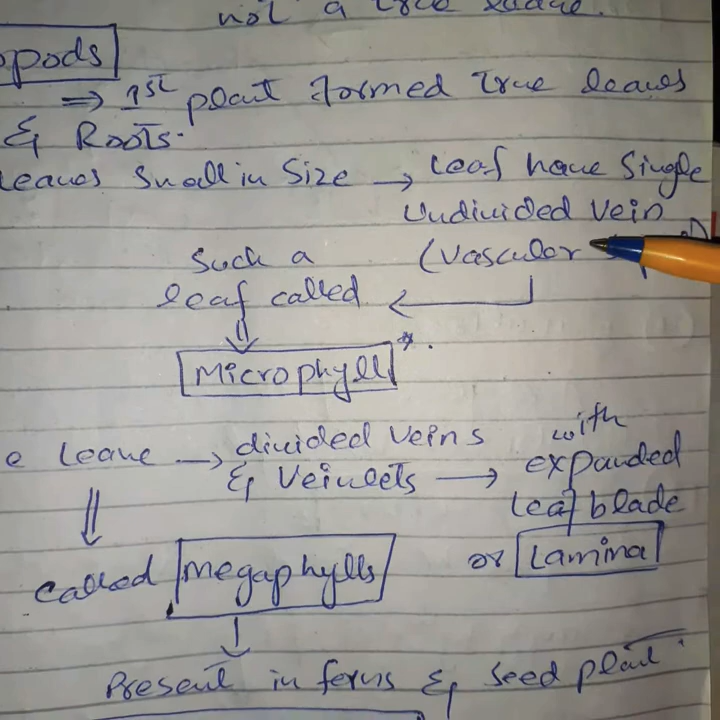 not a true
opods
⇒ 1st plant formed true leaves
& Roots.
leaves Small in Size → Leaf have Single
Undivided Vein
Such a (Vascular
leaf called ←
⇓
Microphyll *.
e leave → divided veins & Veinlets → with expanded leaf blade
⇓
called megaphylls or Lamina
↓
Present in ferns & seed plant.